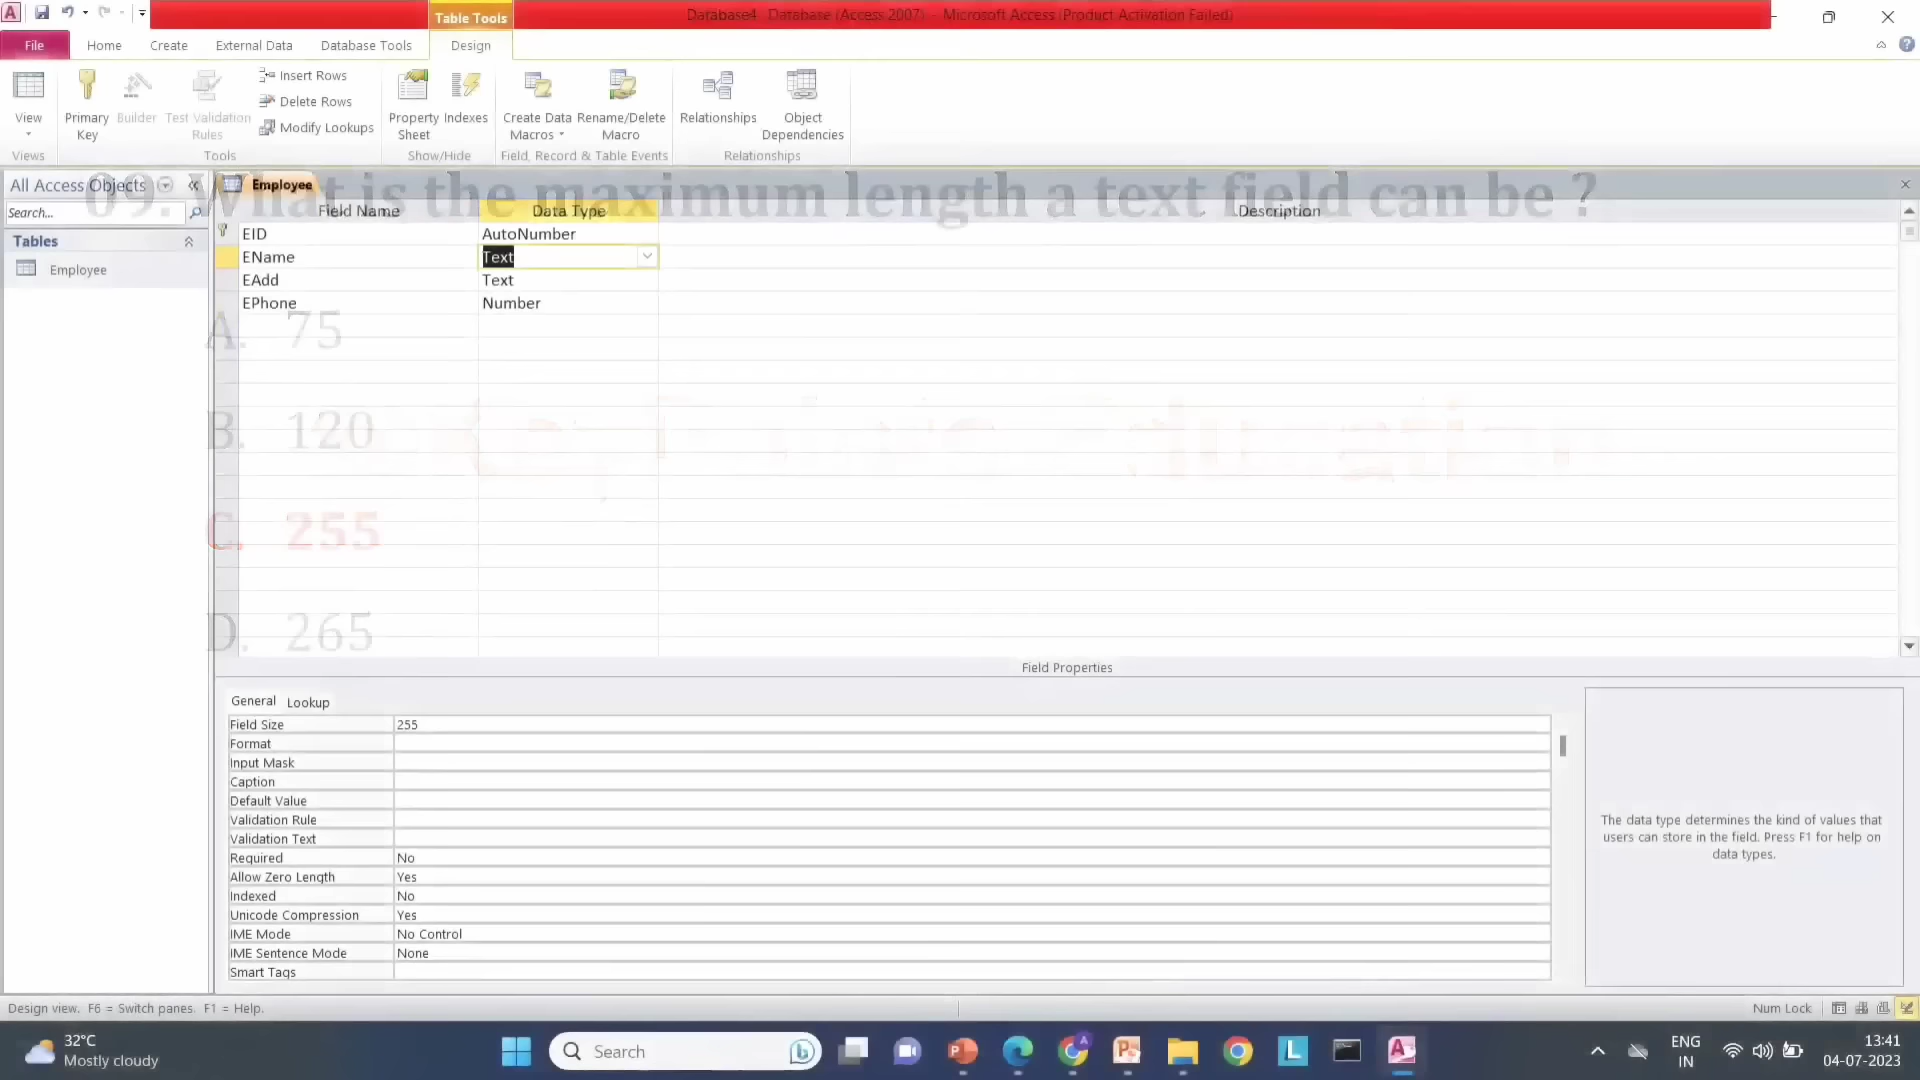 Table Tools
Database4 : Database (Access 2007) - Microsoft Access (Product Activation Failed)
File
Home
Create
External Data
Database Tools
Design
View
Primary Key
Builder
Test Validation Rules
Insert Rows
Delete Rows
Modify Lookups
Property Sheet
Indexes
Create Data Macros
Rename/Delete Macro
Relationships
Object Dependencies
Views
Tools
Show/Hide
Field, Record & Table Events
Relationships
09. What is the maximum length a text field can be ?
A. 75
B. 120
C. 255
D. 265
All Access Objects
Search...
Tables
Employee
Employee
Field Name Data Type Description
EID AutoNumber
EName Text
EAdd Text
EPhone Number
Field Properties
General Lookup
Field Size 255
Format
Input Mask
Caption
Default Value
Validation Rule
Validation Text
Required No
Allow Zero Length Yes
Indexed No
Unicode Compression Yes
IME Mode No Control
IME Sentence Mode None
Smart Tags
The data type determines the kind of values that
users can store in the field. Press F1 for help on
data types.
Design view. F6 = Switch panes. F1 = Help.
Num Lock
32°C
Mostly cloudy
Search
ENG
IN
13:41
04-07-2023